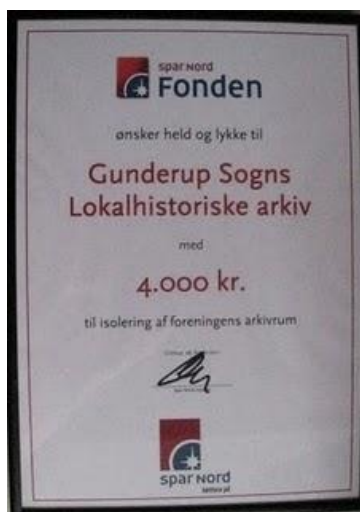 spar nord
Fonden
ønsker held og lykke til
Gunderup Sogns
Lokalhistoriske arkiv
med
4.000 kr.
til isolering af foreningens arkivrum
spar nord